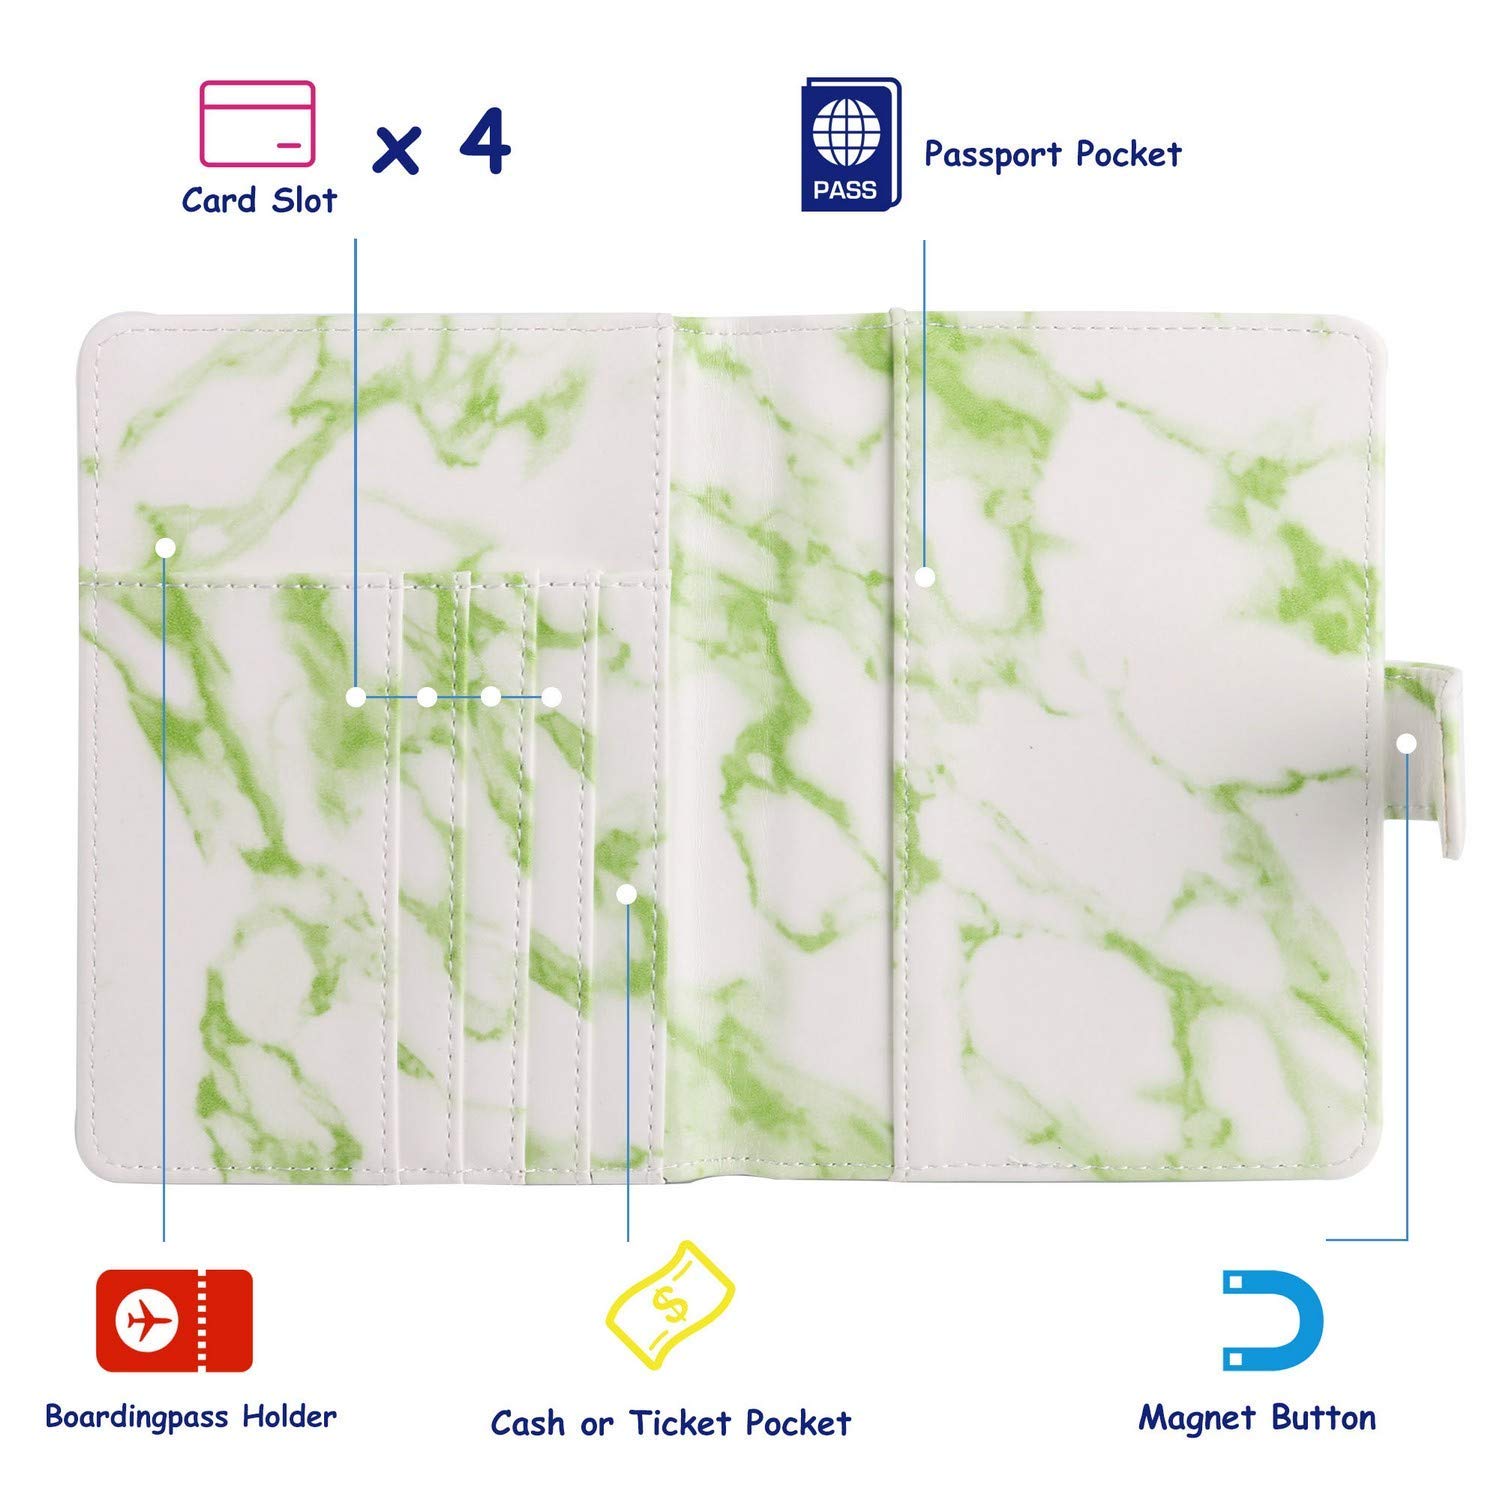 x 4
Card Slot
PASS
Passport Pocket
Boardingpass Holder
Cash or Ticket Pocket
Magnet Button